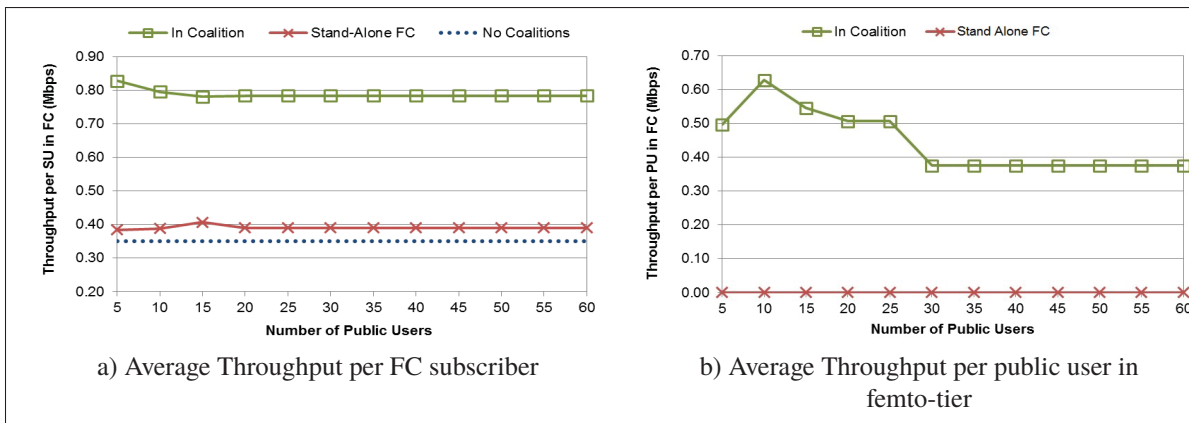 In Coalition Stand-Alone FC No Coalitions
Throughput per SU in FC (Mbps)
0.90
0.80
0.70
0.60
0.50
0.40
0.30
0.20
5 10 15 20 25 30 35 40 45 50 55 60
Number of Public Users
a) Average Throughput per FC subscriber
In Coalition Stand Alone FC
Throughput per PU in FC (Mbps)
0.70
0.60
0.50
0.40
0.30
0.20
0.10
0.00
5 10 15 20 25 30 35 40 45 50 55 60
Number of Public Users
b) Average Throughput per public user in
femto-tier